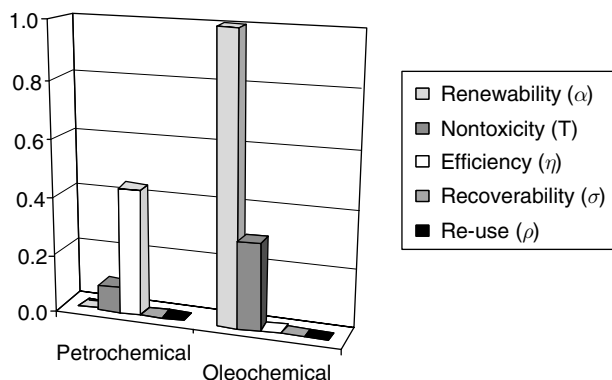 1.0
0.8
0.6
0.4
0.2
0.0
Petrochemical
Oleochemical
Renewability (α)
Nontoxicity (T)
Efficiency (η)
Recoverability (σ)
Re-use (ρ)